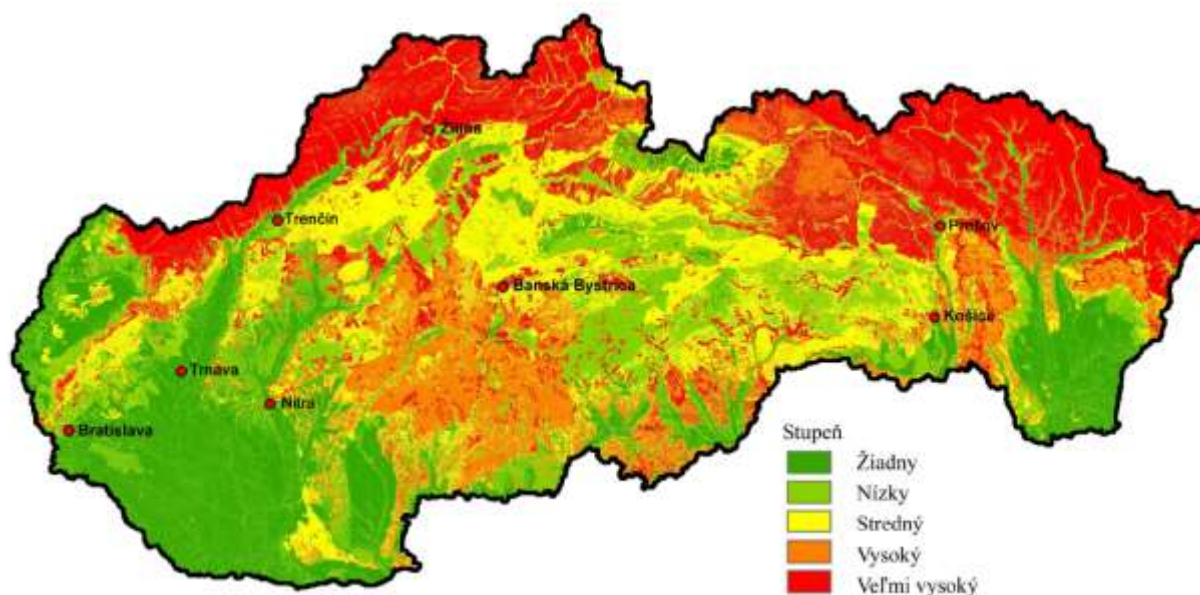 Žilina
Trenčín
Prešov
Banská Bystrica
Košice
Trnava
Nitra
Bratislava
Stupeň
Žiadny
Nízky
Stredný
Vysoký
Veľmi vysoký